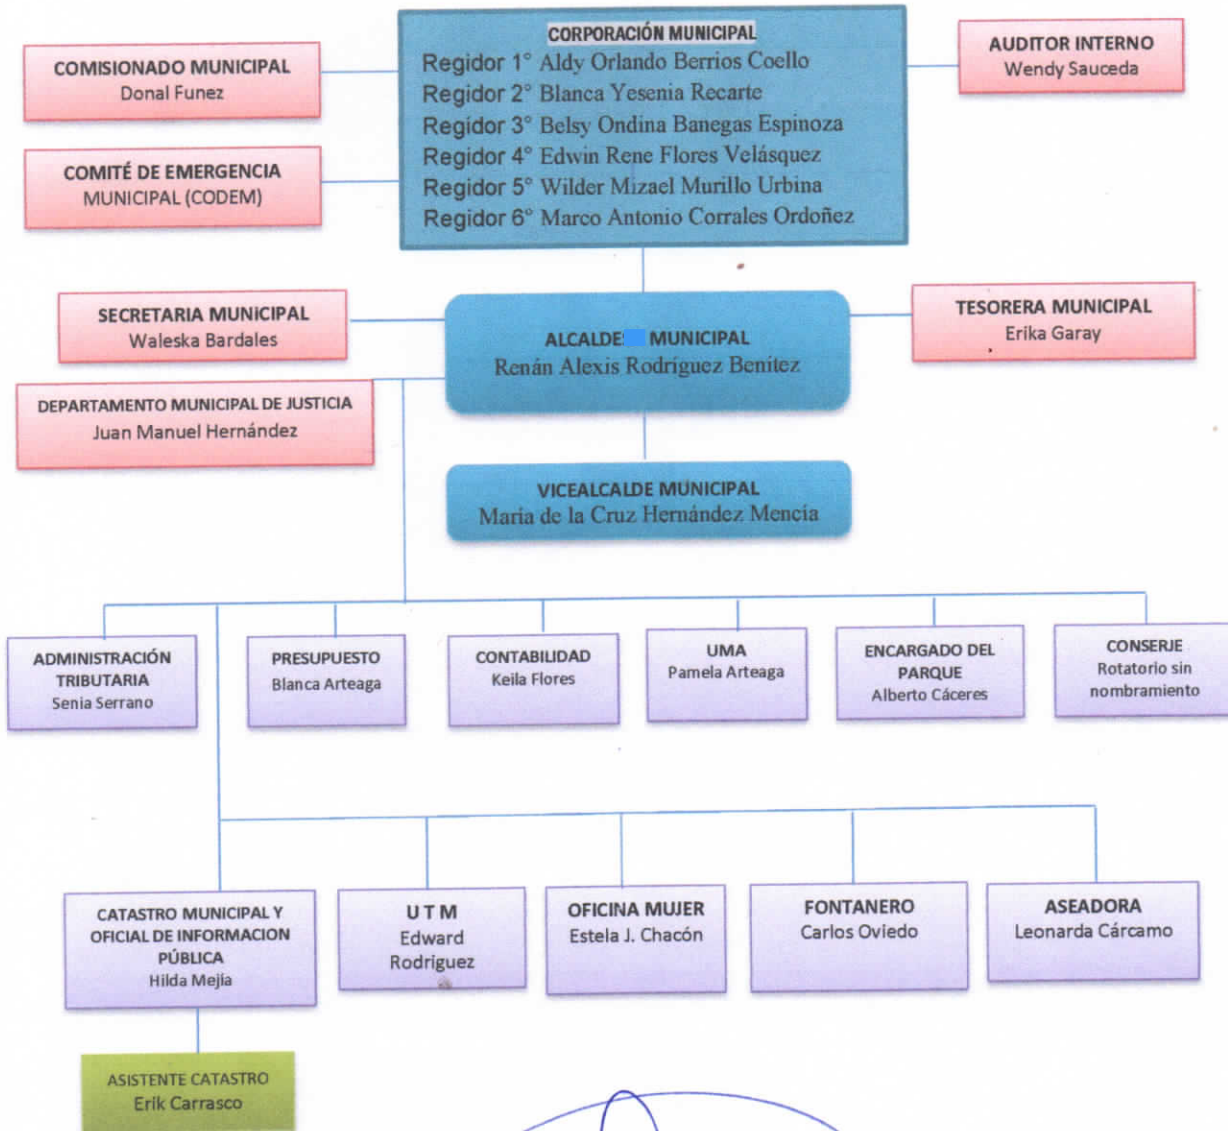 CORPORACIÓN MUNICIPAL
Regidor 1° Aldy Orlando Berrios Coello
Regidor 2° Blanca Yesenia Recarte
Regidor 3° Belsy Ondina Banegas Espinoza
Regidor 4° Edwin Rene Flores Velásquez
Regidor 5° Wilder Mizael Murillo Urbina
Regidor 6° Marco Antonio Corrales Ordoñez
COMISIONADO MUNICIPAL
Donal Funez
AUDITOR INTERNO
Wendy Sauceda
COMITÉ DE EMERGENCIA
MUNICIPAL (CODEM)
SECRETARIA MUNICIPAL
Waleska Bardales
ALCALDE MUNICIPAL
Renán Alexis Rodríguez Benítez
TESORERA MUNICIPAL
Erika Garay
DEPARTAMENTO MUNICIPAL DE JUSTICIA
Juan Manuel Hernández
VICEALCALDE MUNICIPAL
María de la Cruz Hernández Mencía
ADMINISTRACIÓN
TRIBUTARIA
Senia Serrano
PRESUPUESTO
Blanca Arteaga
CONTABILIDAD
Keila Flores
UMA
Pamela Arteaga
ENCARGADO DEL
PARQUE
Alberto Cáceres
CONSERJE
Rotatorio sin
nombramiento
CATASTRO MUNICIPAL Y
OFICIAL DE INFORMACION
PÚBLICA
Hilda Mejía
U T M
Edward
Rodriguez
OFICINA MUJER
Estela J. Chacón
FONTANERO
Carlos Oviedo
ASEADORA
Leonarda Cárcamo
ASISTENTE CATASTRO
Erik Carrasco